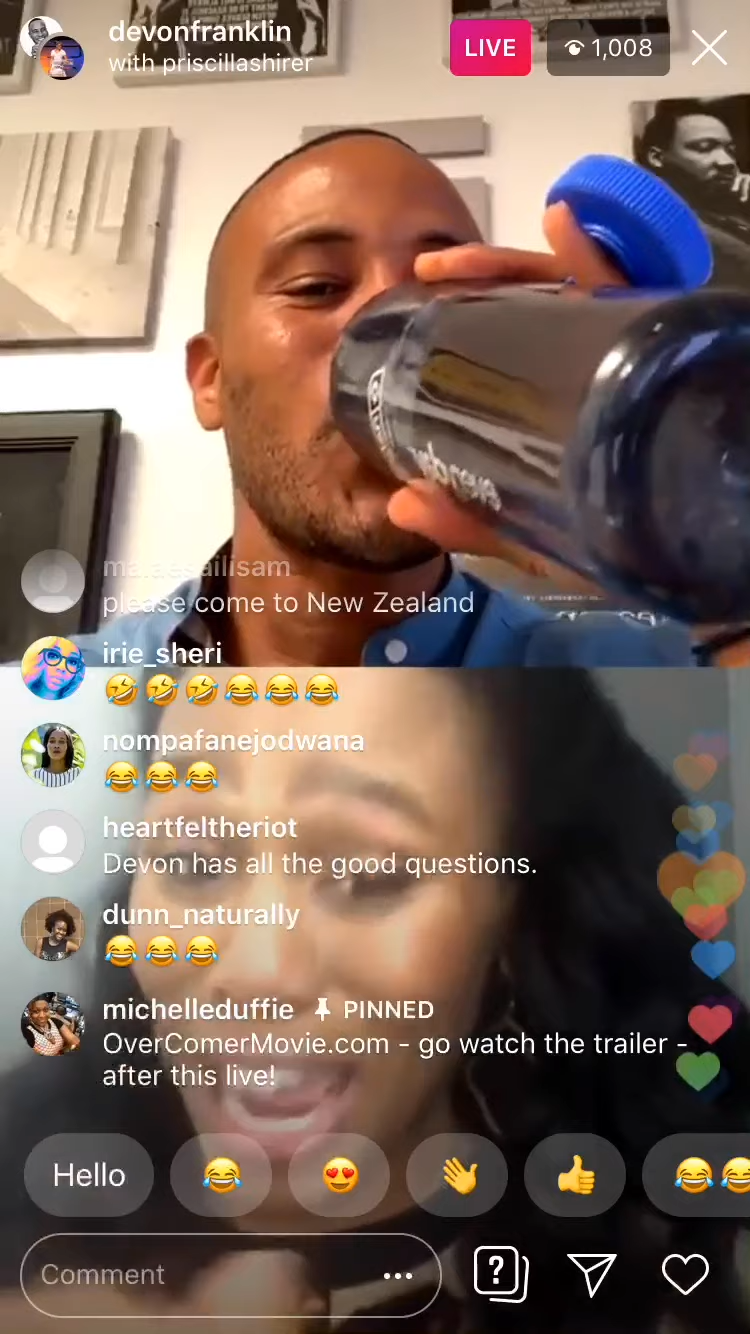 devonfranklin
with priscillashirer
LIVE
1,008
please come to New Zealand
irie_sheri
🤣🤣🤣😂😂😂
nompafanejodwana
😂😂😂
heartfeltheriot
Devon has all the good questions.
dunn_naturally
😂😂😂
michelleduffie PINNED
OverComerMovie.com - go watch the trailer -
after this live!
Hello
Comment